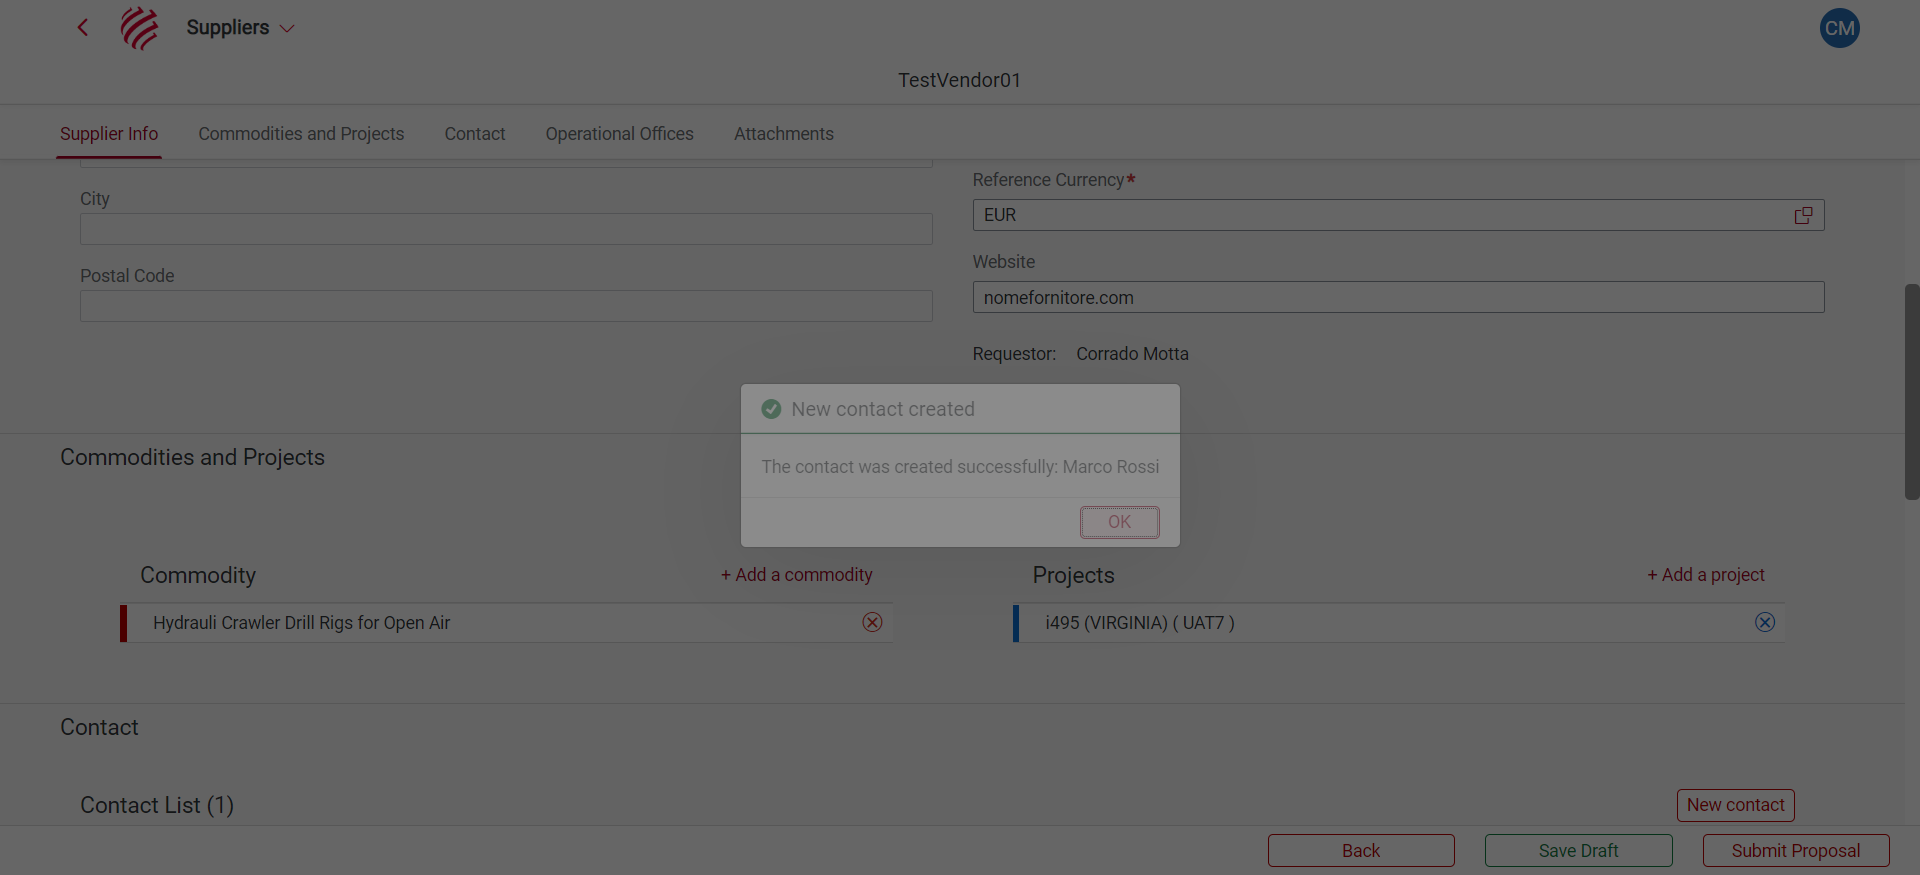 Suppliers
CM
TestVendor01
Supplier Info
Commodities and Projects
Contact
Operational Offices
Attachments
City
Postal Code
Reference Currency*
EUR
Website
nomefornitore.com
Requestor: Corrado Motta
New contact created
The contact was created successfully: Marco Rossi
OK
Commodities and Projects
Commodity
+ Add a commodity
Hydrauli Crawler Drill Rigs for Open Air
Projects
+ Add a project
i495 (VIRGINIA) ( UAT7 )
Contact
Contact List (1)
New contact
Back
Save Draft
Submit Proposal